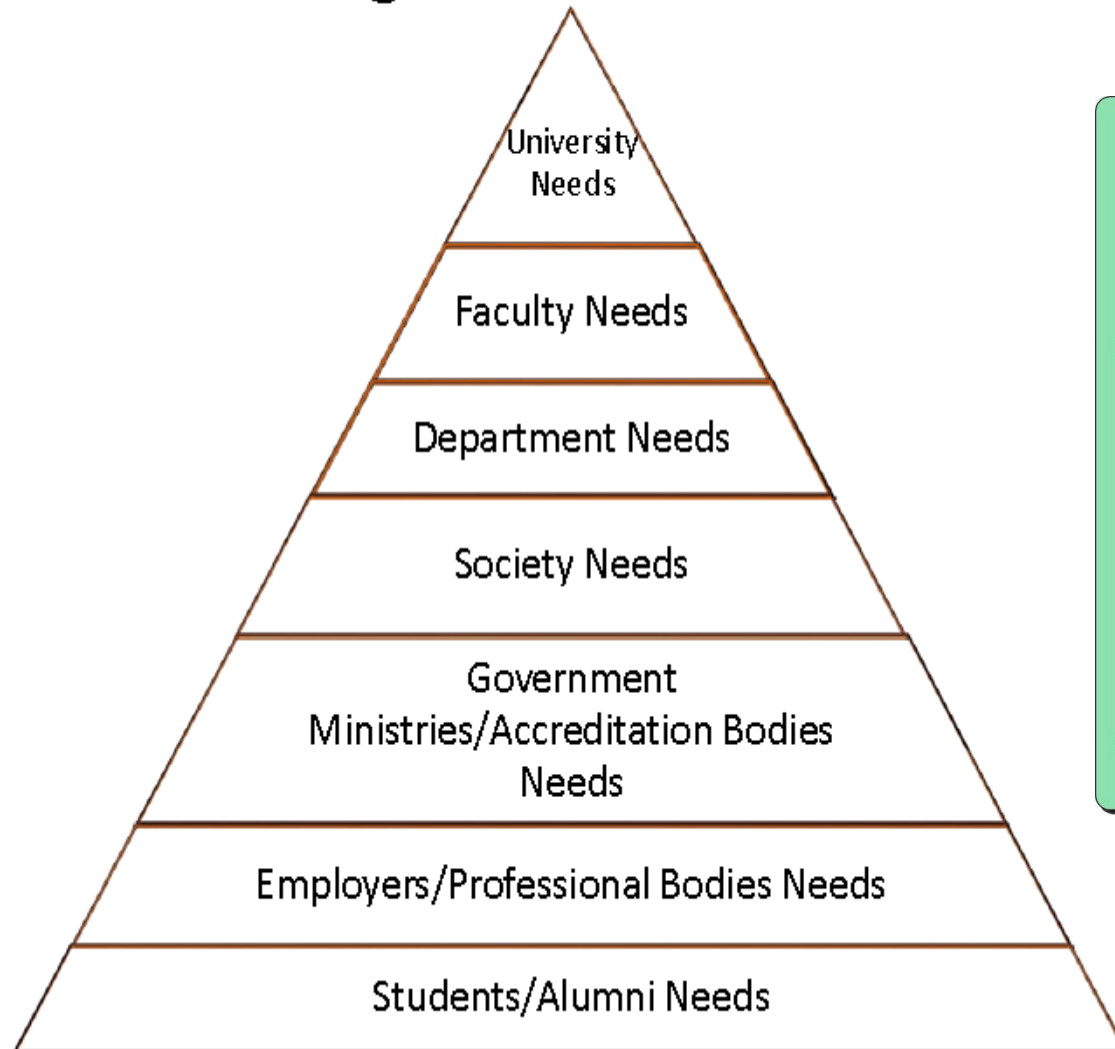 University
Needs
Faculty Needs
Department Needs
Society Needs
Government
Ministries/Accreditation Bodies
Needs
Employers/Professional Bodies Needs
Students/Alumni Needs